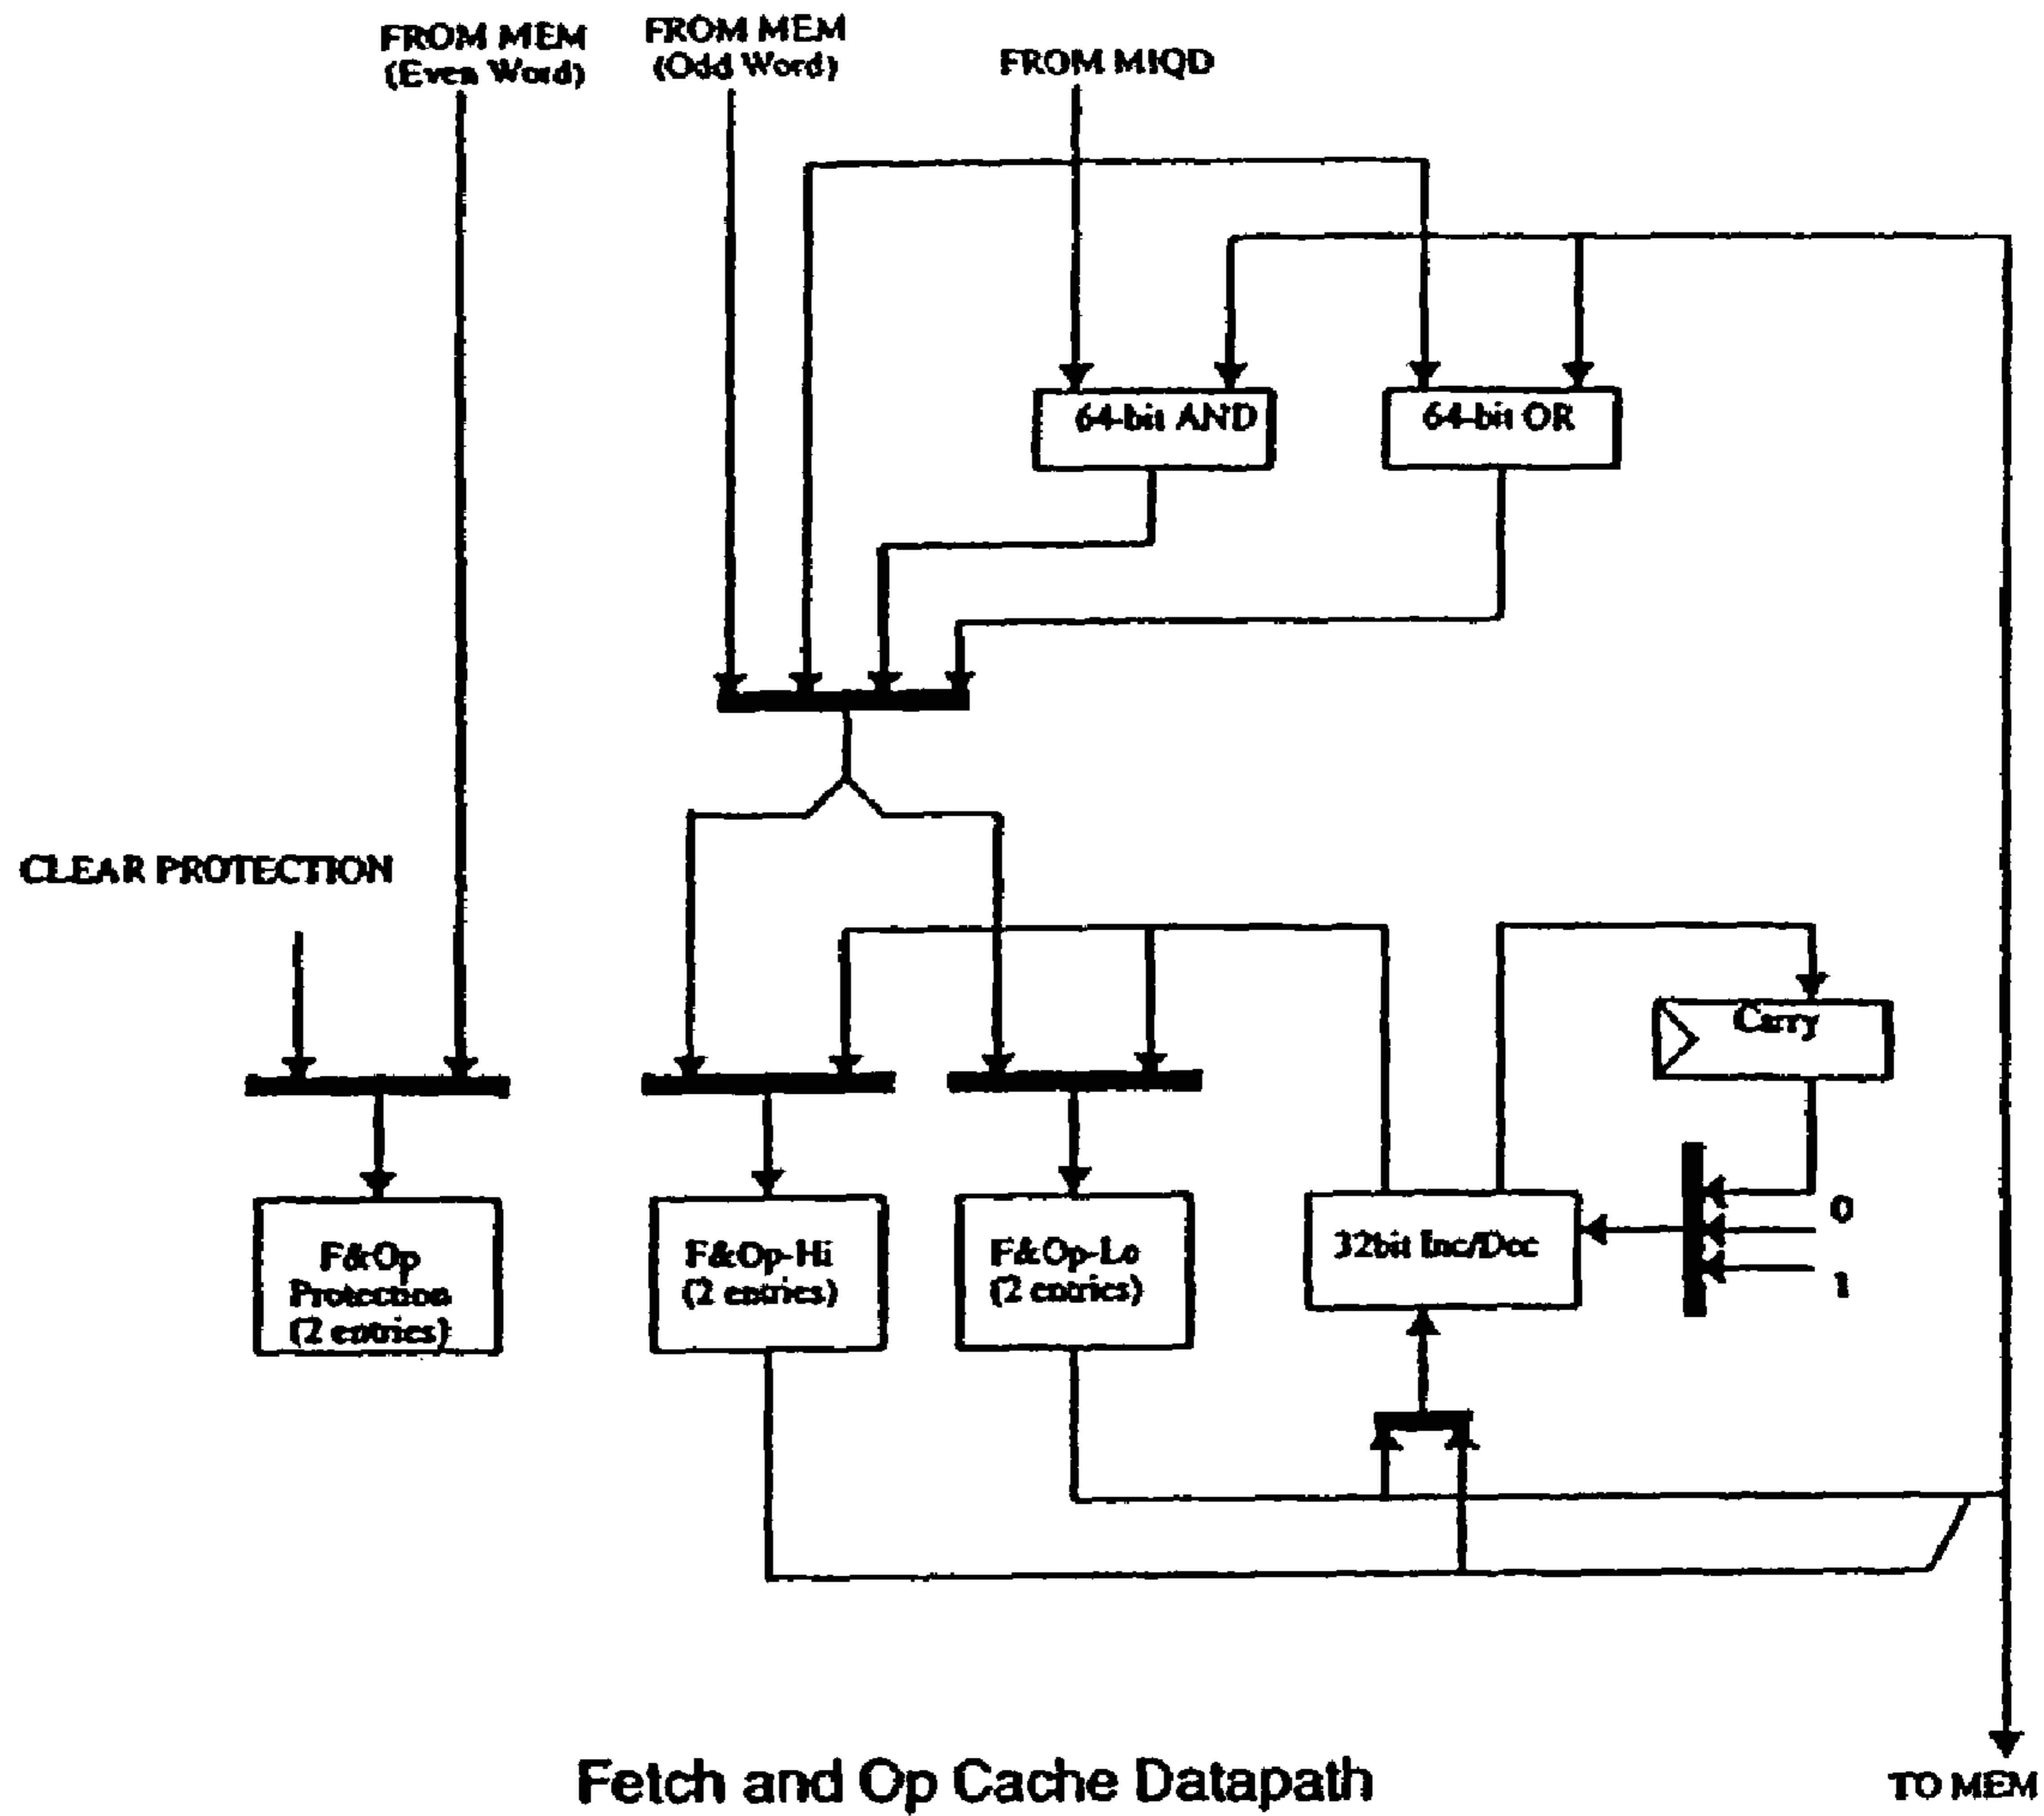 FROM MEM
(Even Word)
FROM MEM
(Odd Word)
FROM MIQD
64-bit AND
64-bit OR
CLEAR PROTECTION
Carry
0
1
F&Op
Protection
(2 entries)
F&Op-Hi
(2 entries)
F&Op-Lo
(2 entries)
32bit Inc/Dec
Fetch and Op Cache Datapath
TO MEM